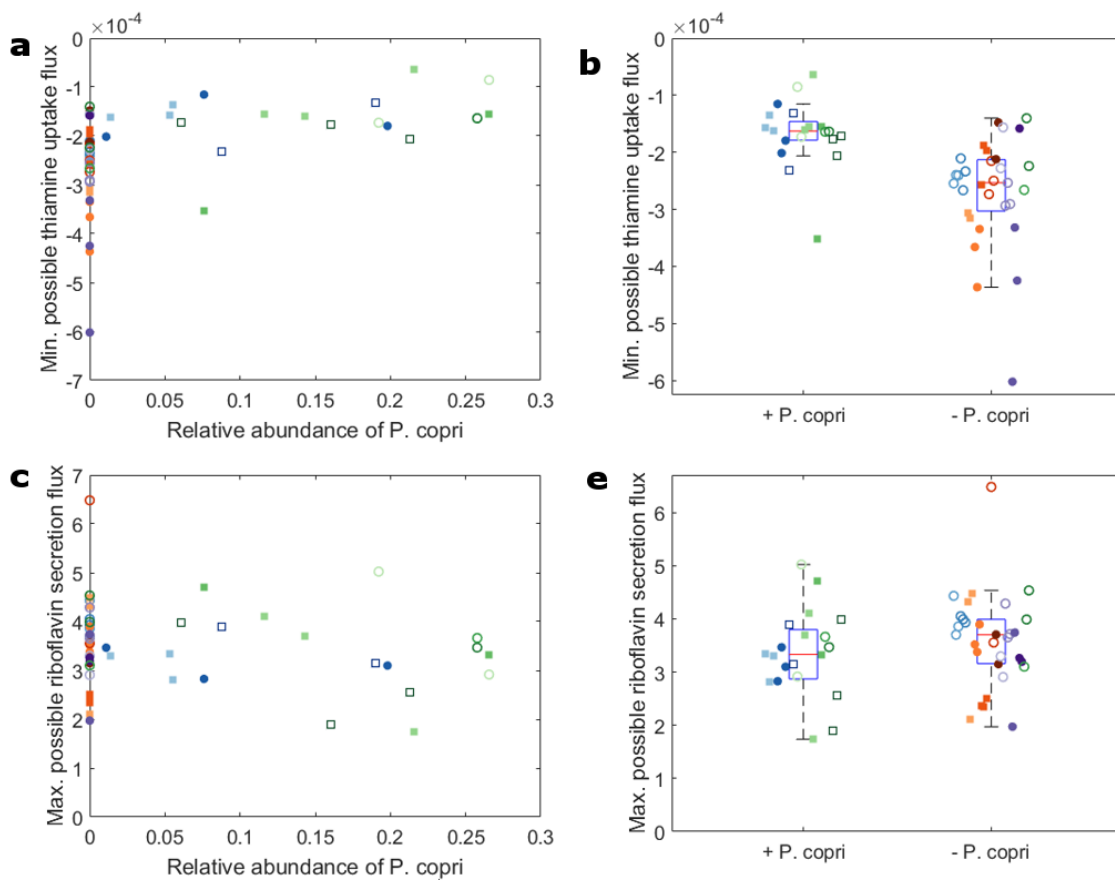 a
×10⁻⁴
0
-1
-2
-3
-4
-5
-6
-7
Min. possible thiamine uptake flux
0 0.05 0.1 0.15 0.2 0.25 0.3
Relative abundance of P. copri
b
×10⁻⁴
0
-1
-2
-3
-4
-5
-6
Min. possible thiamine uptake flux
+ P. copri - P. copri
c
7
6
5
4
3
2
1
0
Max. possible riboflavin secretion flux
0 0.05 0.1 0.15 0.2 0.25 0.3
Relative abundance of P. copri
e
6
5
4
3
2
1
0
Max. possible riboflavin secretion flux
+ P. copri - P. copri